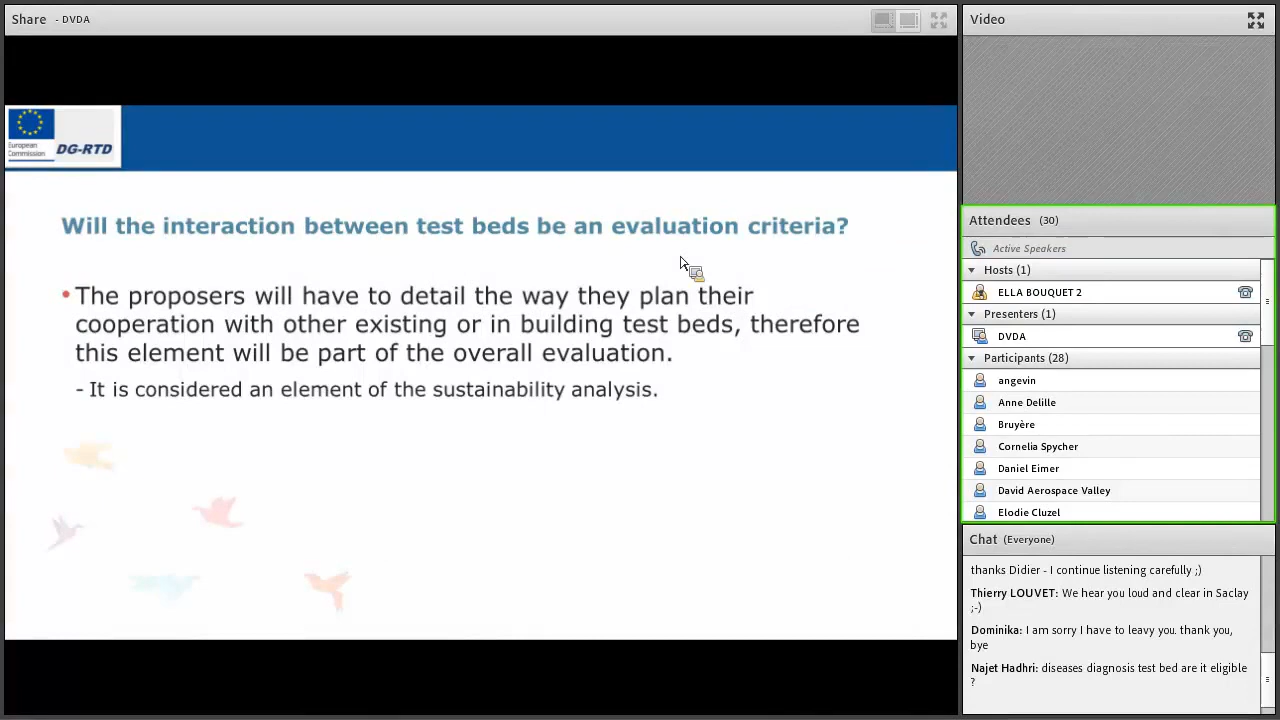 Share - DVDA
European
Commission
DG-RTD
Will the interaction between test beds be an evaluation criteria?
• The proposers will have to detail the way they plan their
cooperation with other existing or in building test beds, therefore
this element will be part of the overall evaluation.
- It is considered an element of the sustainability analysis.
Video
Attendees (30)
Active Speakers
Hosts (1)
ELLA BOUQUET 2
Presenters (1)
DVDA
Participants (28)
angevin
Anne Delille
Bruyère
Cornelia Spycher
Daniel Eimer
David Aerospace Valley
Elodie Cluzel
Chat (Everyone)
thanks Didier - I continue listening carefully ;)
Thierry LOUVET: We hear you loud and clear in Saclay
;-)
Dominika: I am sorry I have to leavy you. thank you,
bye
Najet Hadhri: diseases diagnosis test bed are it eligible
?